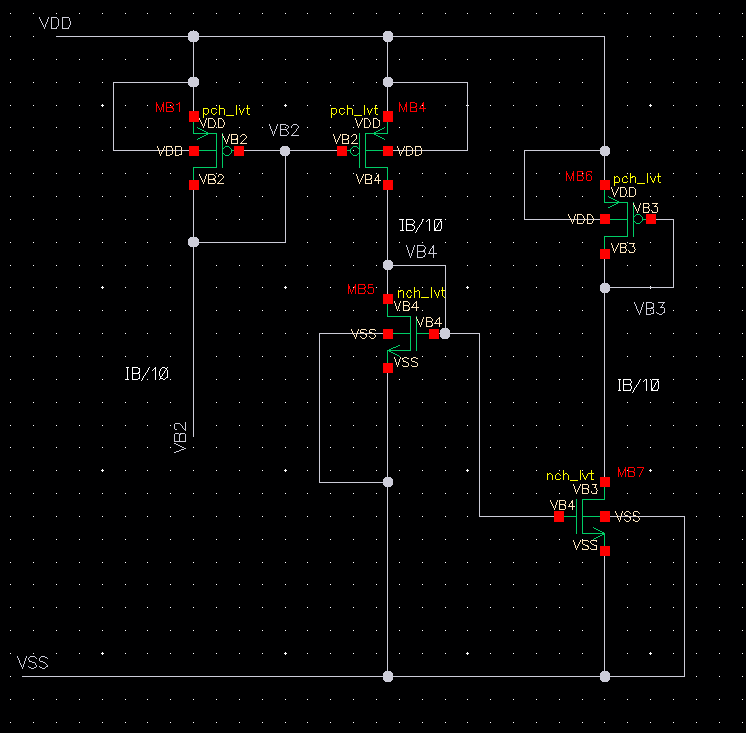 VDD
MB1
pch_lvt
VDD
VDD
VB2
VB2
VB2
pch_lvt
MB4
VDD
VB2
VDD
VB4
MB6
pch_lvt
VDD
VDD
VB3
VB3
VB3
IB/10
VB4
MB5
nch_lvt
VB4
VSS
VB4
VSS
IB/10
VB2
IB/10
nch_lvt
MB7
VB3
VB4
VSS
VSS
VSS